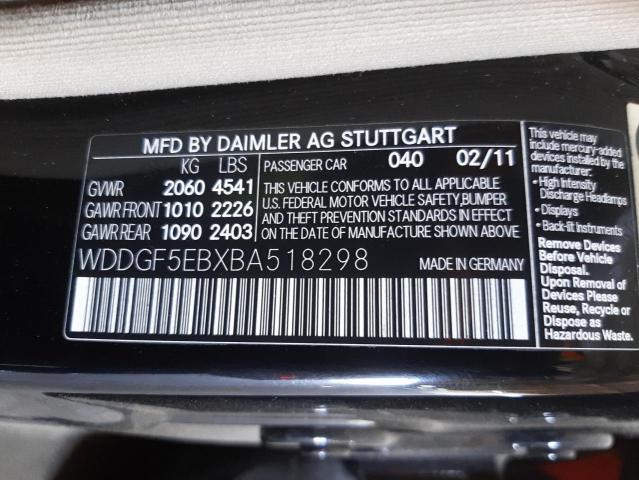 MFD BY DAIMLER AG STUTTGART
KG LBS
GVWR 2060 4541
GAWR FRONT 1010 2226
GAWR REAR 1090 2403
PASSENGER CAR 040 02/11
THIS VEHICLE CONFORMS TO ALL APPLICABLE
U.S. FEDERAL MOTOR VEHICLE SAFETY,BUMPER
AND THEFT PREVENTION STANDARDS IN EFFECT
ON THE DATE OF MANUFACTURE SHOWN ABOVE
WDDGF5EBXBA518298 MADE IN GERMANY
This vehicle may
include mercury-added
devices installed by the
manufacturer:
• High Intensity
Discharge Headlamps
• Displays
• Back-lit Instruments
Remove Devices
Before Vehicle
Disposal.
Upon Removal of
Devices Please
Reuse, Recycle or
Dispose as
Hazardous Waste.